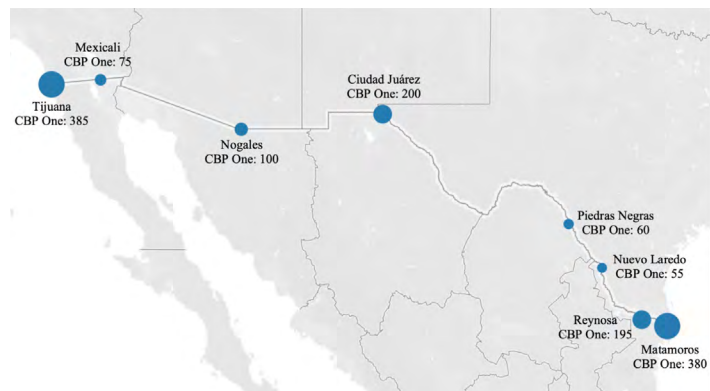 Mexicali
CBP One: 75
Tijuana
CBP One: 385
Nogales
CBP One: 100
Ciudad Juárez
CBP One: 200
Piedras Negras
CBP One: 60
Nuevo Laredo
CBP One: 55
Reynosa
CBP One: 195
Matamoros
CBP One: 380